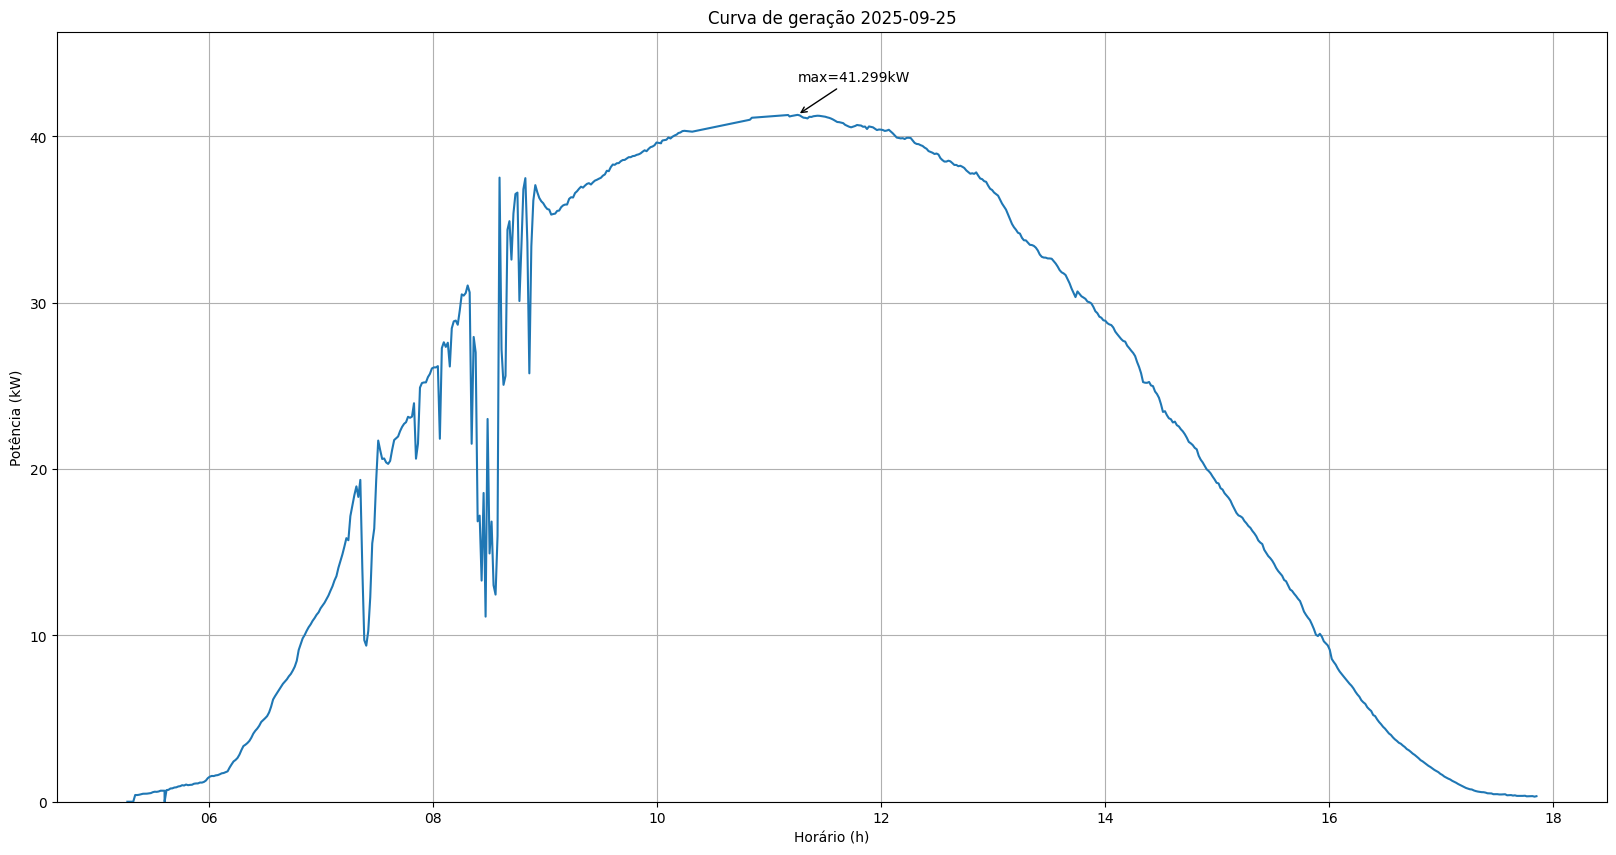 Curva de geração 2025-09-25
max=41.299kW
Potência (kW)
40
30
20
10
0
06 08 10 12 14 16 18
Horário (h)